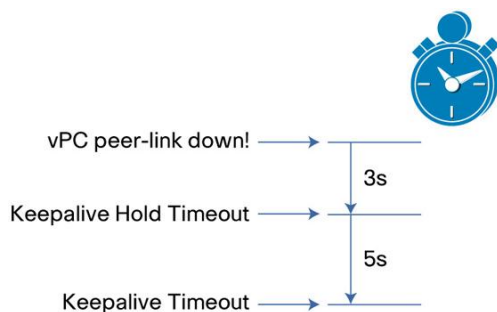 vPC peer-link down!
3s
Keepalive Hold Timeout
5s
Keepalive Timeout